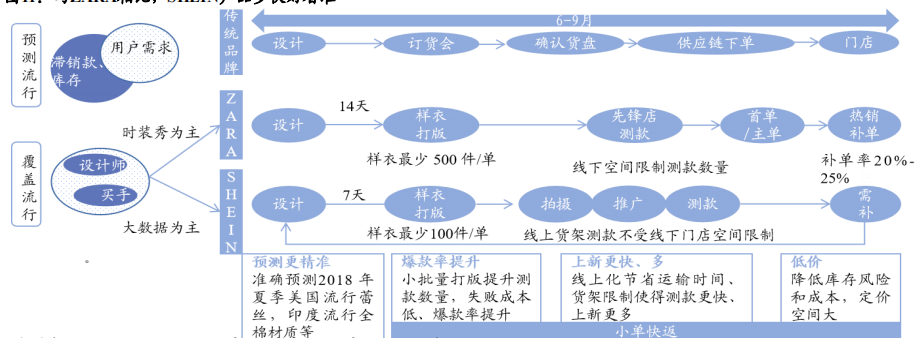 预测流行
用户需求
滞销款、
库存
传统品牌
6-9月
设计
订货会
确认货盘
供应链下单
门店
覆盖流行
设计师
买手
时装秀为主
大数据为主
ZARA
设计
14天
样衣
打版
先锋店
测款
首单
/主单
热销
补单
样衣最少 500 件/单
线下空间限制测款数量
补单率20%-
25%
SHEIN
设计
7天
样衣
打版
拍摄
推广
测款
需
补
样衣最少100件/单
线上货架测款不受线下门店空间限制
预测更精准
准确预测2018 年
夏季美国流行蕾
丝，印度流行全
棉材质等
爆款率提升
小批量打版提升测
款数量，失败成本
低、爆款率提升
上新更快、多
线上化节省运输时间、
货架限制使得测款更快、
上新更多
低价
降低库存风险
和成本，定价
空间大
小单快返